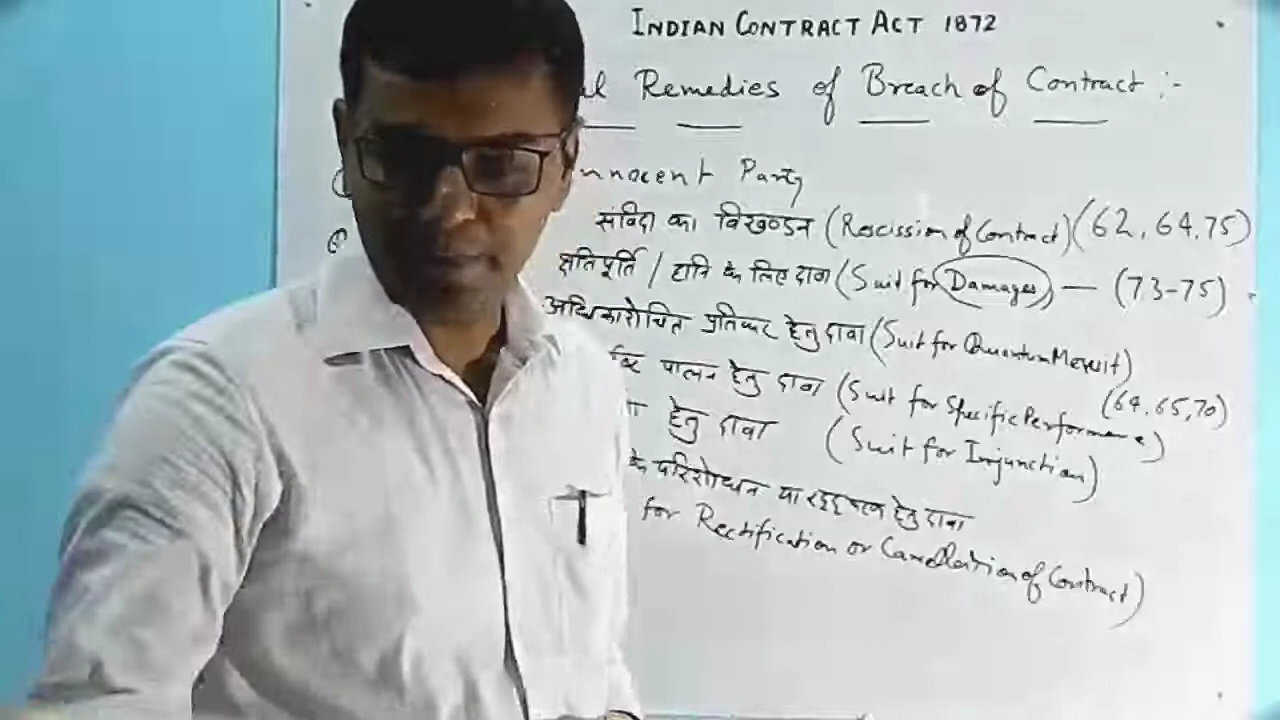 INDIAN CONTRACT ACT 1872
Remedies of Breach of Contract :-
nnocent Party
संविदा का विखण्डन (Rescission of Contract) (62, 64, 75)
क्षतिपूर्ति / हानि के लिए दावा (Suit for Damages) — (73-75)
अधिकारोचित प्रतिकर हेतु दावा (Suit for Quantum Meruit)
(64, 65, 70)
पालन हेतु दावा (Suit for Specific Performance)
हेतु दावा (Suit for Injunction)
के परिशोधन या रद्द हेतु दावा
for Rectification or Cancellation of Contract)